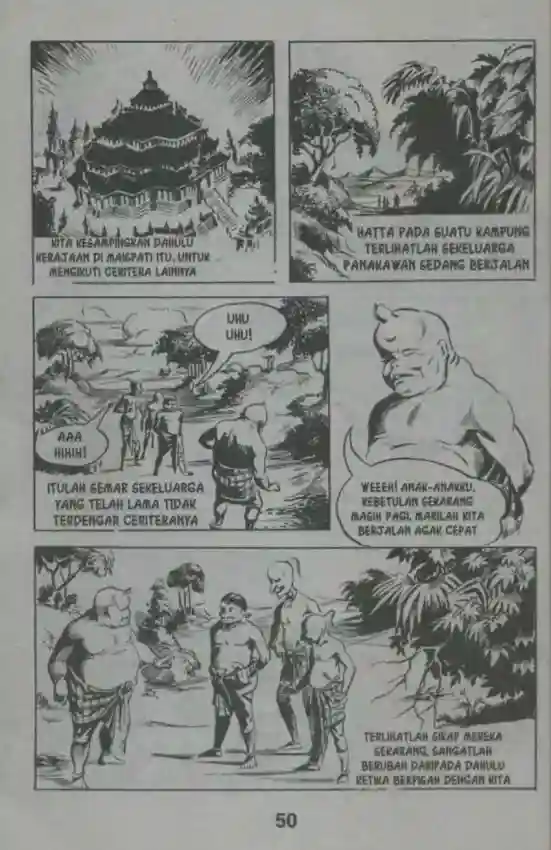 KITA KESAMPINGKAN DAHULU
KERAJAAN DI MAISPATI ITU, UNTUK
MENGIKUTI CERITERA LAINNYA
HATTA PADA SUATU KAMPUNG
TERLIHATLAH SEKELUARGA
PANAKAWAN SEDANG BERJALAN
UHU
UHU!
AAA
HIHIH!
ITULAH SEMAR SEKELUARGA
YANG TELAH LAMA TIDAK
TERDENGAR CERITERANYA
WEEEH! ANAK-ANAKKU,
KEBETULAN SEKARANG
MASIH PAGI, MARILAH KITA
BERJALAN AGAK CEPAT
TERLIHATLAH SIKAP MEREKA
SEKARANG, SANGATLAH
BERUBAH DARIPADA DAHULU
KETIKA BERPISAH DENGAN KITA
50